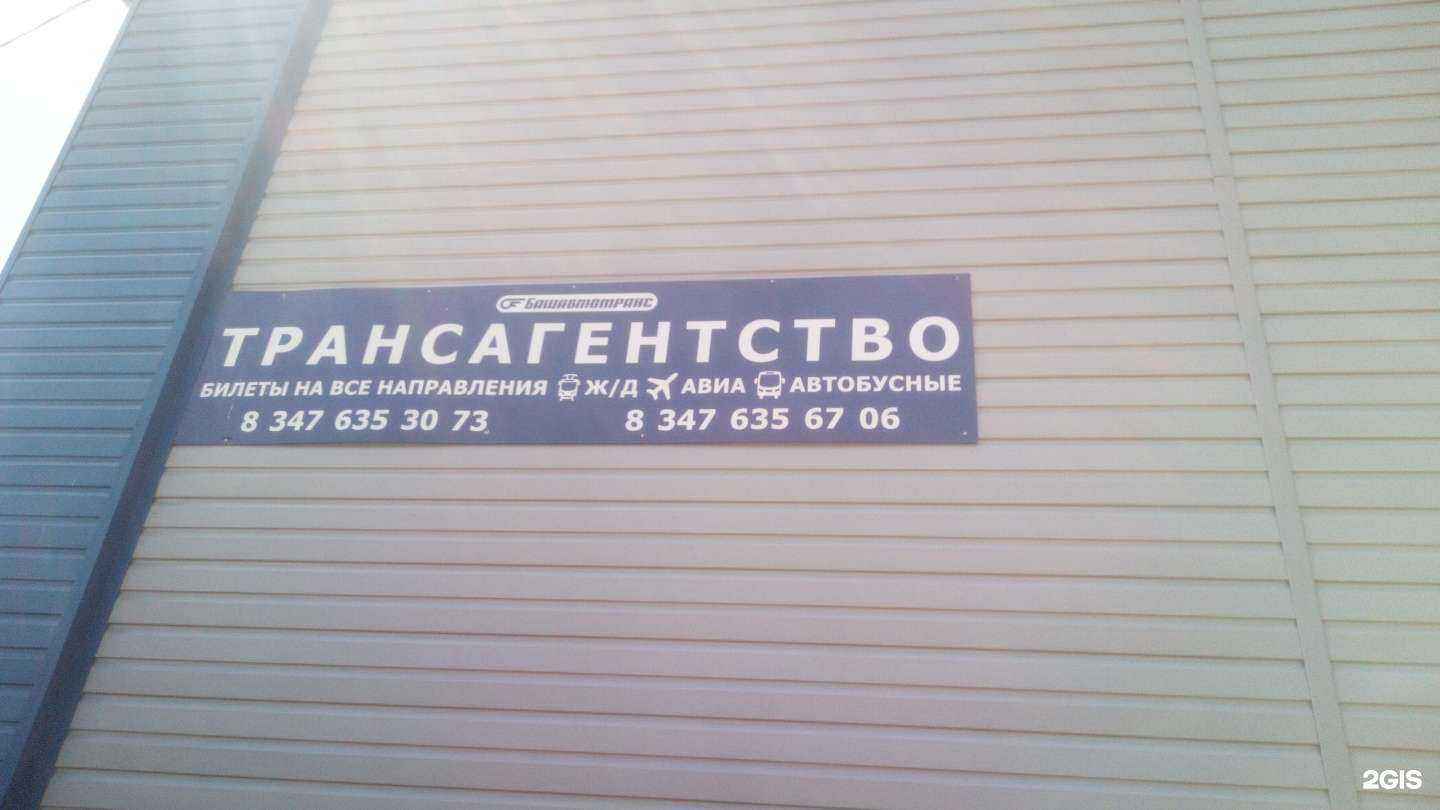 Башавтотранс
ТРАНСАГЕНТСТВО
БИЛЕТЫ НА ВСЕ НАПРАВЛЕНИЯ Ж/Д АВИА АВТОБУСНЫЕ
8 347 635 30 73 8 347 635 67 06
2GIS